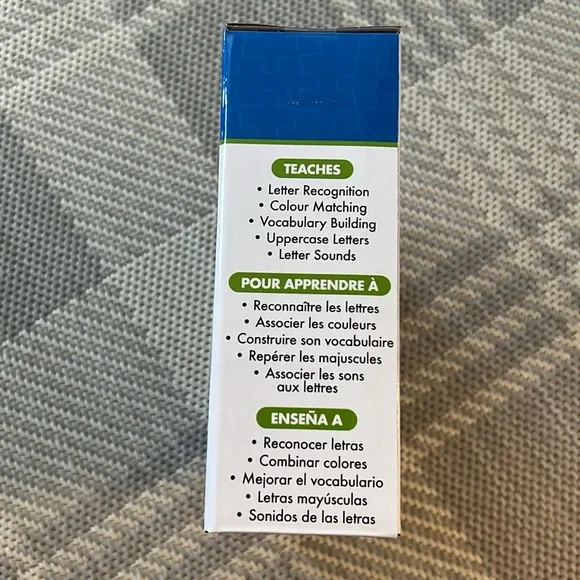 TEACHES
• Letter Recognition
• Colour Matching
• Vocabulary Building
• Uppercase Letters
• Letter Sounds
POUR APPRENDRE À
• Reconnaître les lettres
• Associer les couleurs
• Construire son vocabulaire
• Repérer les majuscules
• Associer les sons
aux lettres
ENSEÑA A
• Reconocer letras
• Combinar colores
• Mejorar el vocabulario
• Letras mayúsculas
• Sonidos de las letras